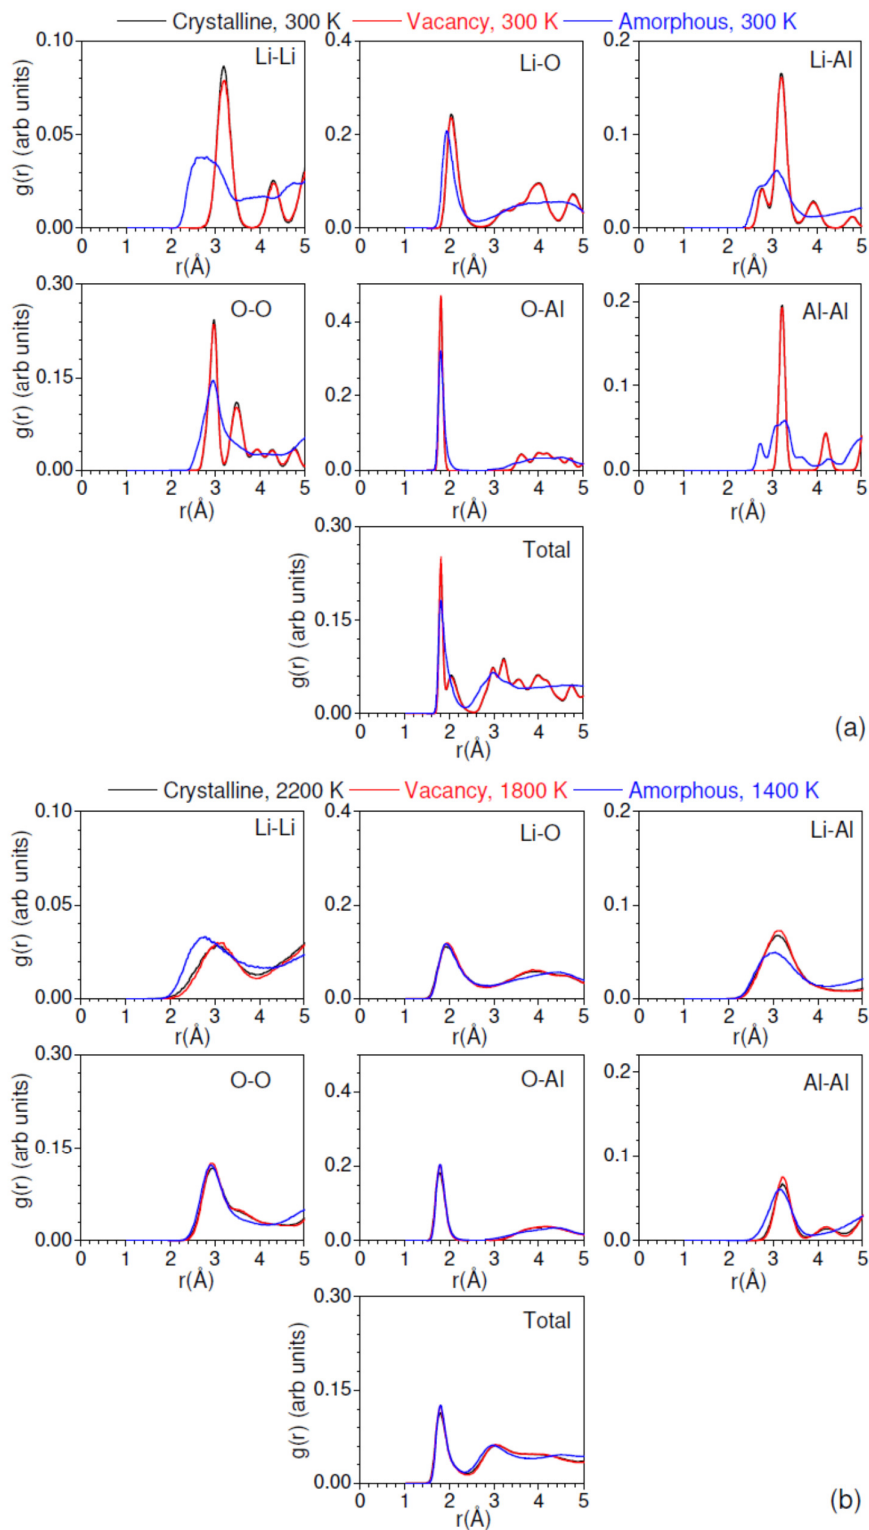 Crystalline, 300 K Vacancy, 300 K Amorphous, 300 K
0.10 0.4 0.2
Li-Li Li-O Li-Al
g(r) (arb units)
0.05 0.2 0.1
0.00 0.0 0.0
0 1 2 3 4 5 0 1 2 3 4 5 0 1 2 3 4 5
r(Å) r(Å) r(Å)
0.30
O-O O-Al Al-Al
0.4 0.2
g(r) (arb units)
0.15 0.2 0.1
0.00 0.0 0.0
0 1 2 3 4 5 0 1 2 3 4 5 0 1 2 3 4 5
r(Å) r(Å) r(Å)
0.30
Total
g(r) (arb units)
0.15
0.00
0 1 2 3 4 5
r(Å)
(a)
Crystalline, 2200 K Vacancy, 1800 K Amorphous, 1400 K
0.10 0.4 0.2
Li-Li Li-O Li-Al
g(r) (arb units)
0.05 0.2 0.1
0.00 0.0 0.0
0 1 2 3 4 5 0 1 2 3 4 5 0 1 2 3 4 5
r(Å) r(Å) r(Å)
0.30
O-O O-Al Al-Al
0.4 0.2
g(r) (arb units)
0.15 0.2 0.1
0.00 0.0 0.0
0 1 2 3 4 5 0 1 2 3 4 5 0 1 2 3 4 5
r(Å) r(Å) r(Å)
0.30
Total
g(r) (arb units)
0.15
0.00
0 1 2 3 4 5
r(Å)
(b)